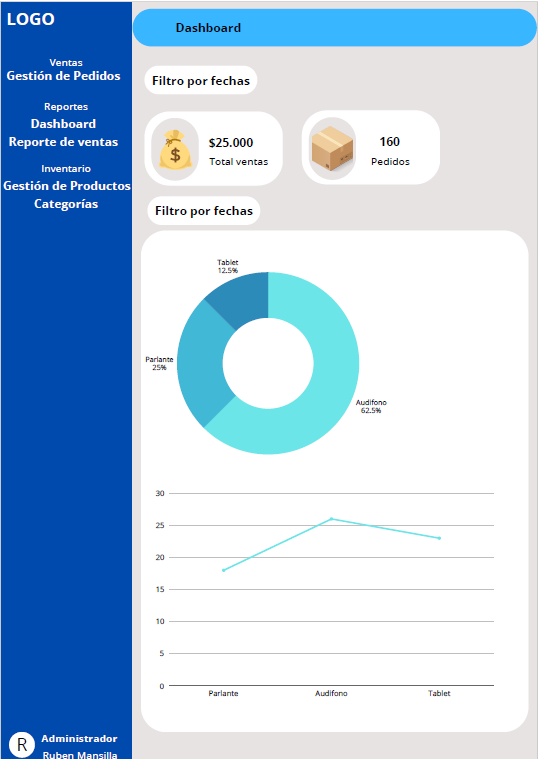 LOGO
Dashboard
Ventas
Gestión de Pedidos
Reportes
Dashboard
Reporte de ventas
Inventario
Gestión de Productos
Categorías
Filtro por fechas
$
$25.000
Total ventas
160
Pedidos
Filtro por fechas
Tablet
12.5%
Parlante
25%
Audifono
62.5%
30
25
20
15
10
5
0
Parlante
Audifono
Tablet
R
Administrador
Ruben Mansilla